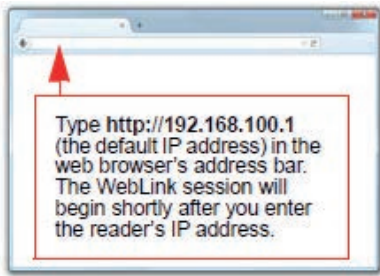 Type http://192.168.100.1
(the default IP address) in the
web browser's address bar.
The WebLink session will
begin shortly after you enter
the reader's IP address.